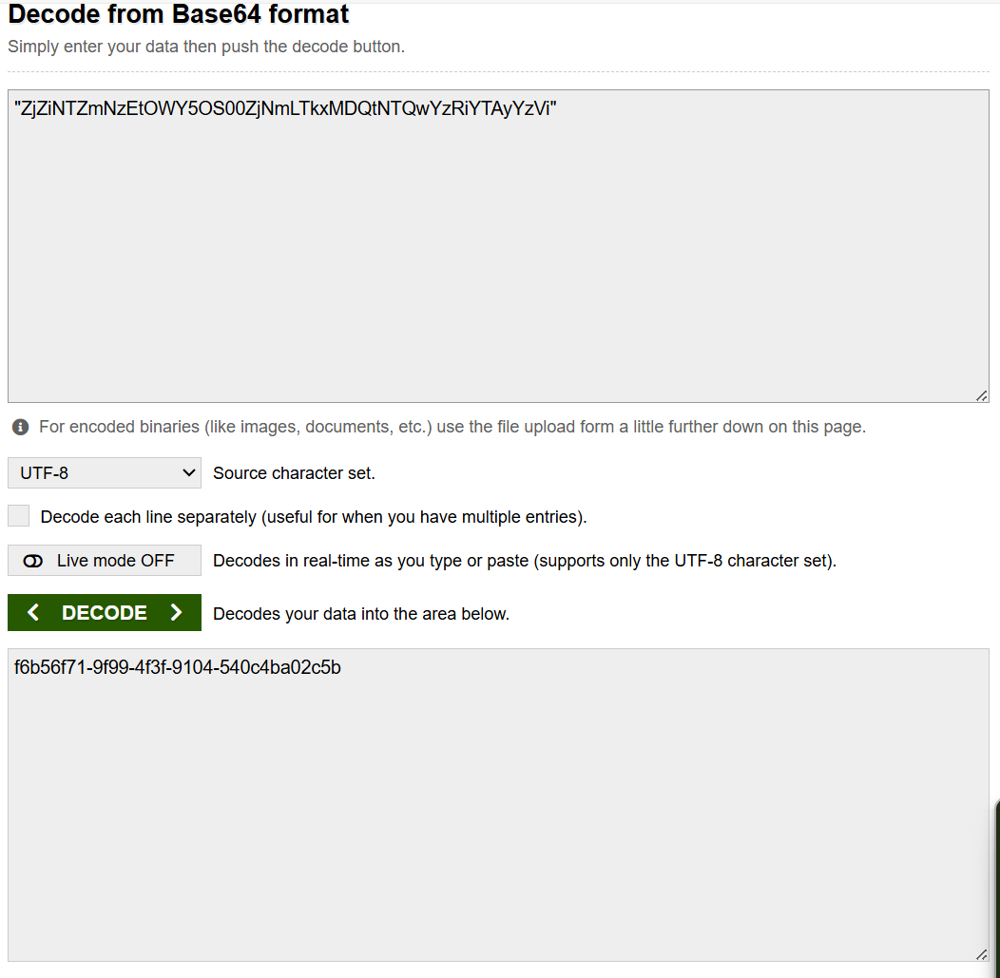 Decode from Base64 format
Simply enter your data then push the decode button.
"ZjZiNTZmNzEtOWY5OS00ZjNmLTkxMDQtNTQwYzRiYTAyYzVi"
For encoded binaries (like images, documents, etc.) use the file upload form a little further down on this page.
UTF-8 Source character set.
Decode each line separately (useful for when you have multiple entries).
Live mode OFF Decodes in real-time as you type or paste (supports only the UTF-8 character set).
DECODE Decodes your data into the area below.
f6b56f71-9f99-4f3f-9104-540c4ba02c5b